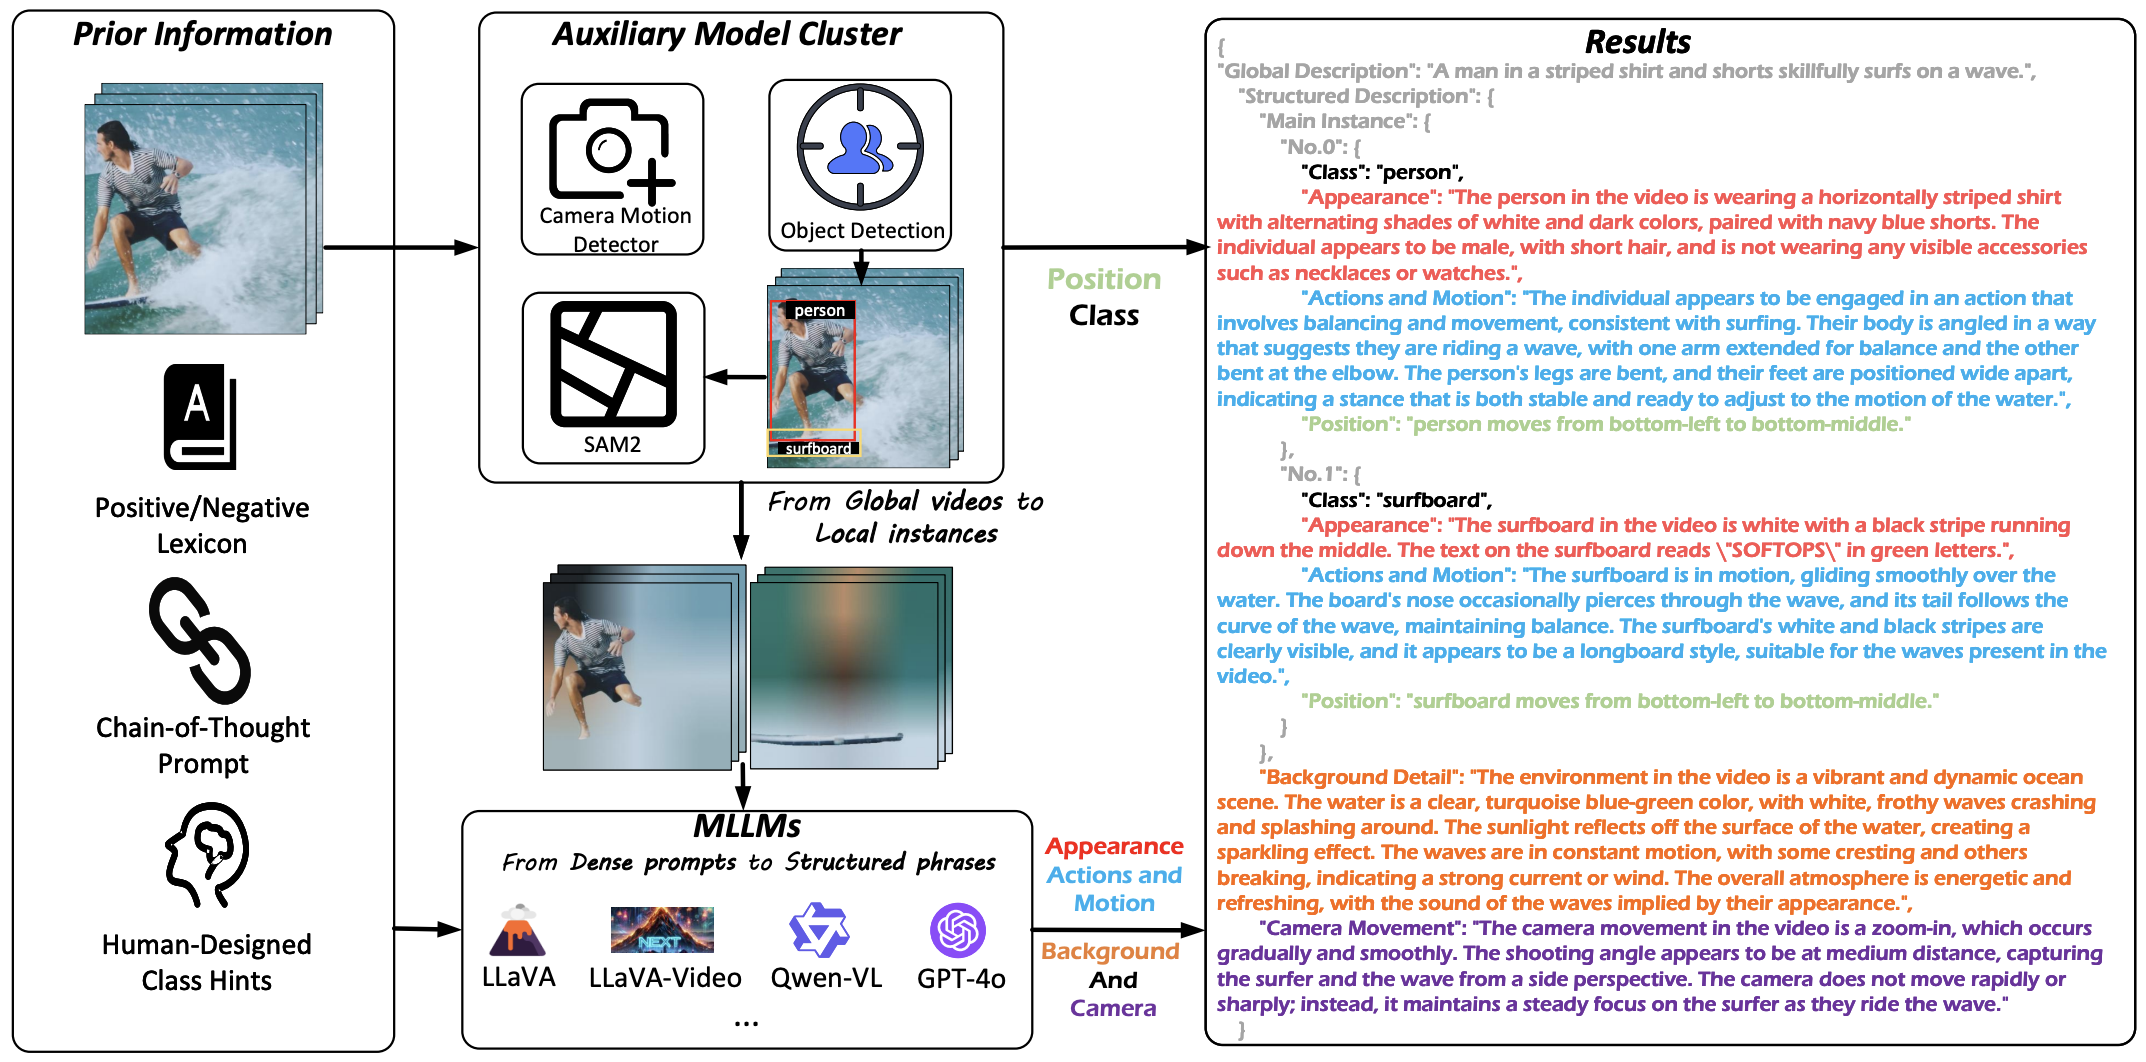 Prior Information
A
Positive/Negative
Lexicon
Chain-of-Thought
Prompt
Human-Designed
Class Hints
Auxiliary Model Cluster
Camera Motion
Detector
Object Detection
person
surfboard
SAM2
From Global videos to
Local instances
MLLMs
From Dense prompts to Structured phrases
NEXT
LLaVA
LLaVA-Video
Qwen-VL
GPT-4o
...
Position
Class
Appearance
Actions and
Motion
Background
And
Camera
Results
{
"Global Description": "A man in a striped shirt and shorts skillfully surfs on a wave.",
"Structured Description": {
"Main Instance": {
"No.0": {
"Class": "person",
"Appearance": "The person in the video is wearing a horizontally striped shirt
with alternating shades of white and dark colors, paired with navy blue shorts. The
individual appears to be male, with short hair, and is not wearing any visible accessories
such as necklaces or watches.",
"Actions and Motion": "The individual appears to be engaged in an action that
involves balancing and movement, consistent with surfing. Their body is angled in a way
that suggests they are riding a wave, with one arm extended for balance and the other
bent at the elbow. The person's legs are bent, and their feet are positioned wide apart,
indicating a stance that is both stable and ready to adjust to the motion of the water.",
"Position": "person moves from bottom-left to bottom-middle."
},
"No.1": {
"Class": "surfboard",
"Appearance": "The surfboard in the video is white with a black stripe running
down the middle. The text on the surfboard reads \"SOFTOPS\" in green letters.",
"Actions and Motion": "The surfboard is in motion, gliding smoothly over the
water. The board's nose occasionally pierces through the wave, and its tail follows the
curve of the wave, maintaining balance. The surfboard's white and black stripes are
clearly visible, and it appears to be a longboard style, suitable for the waves present in the
video.",
"Position": "surfboard moves from bottom-left to bottom-middle."
}
},
"Background Detail": "The environment in the video is a vibrant and dynamic ocean
scene. The water is a clear, turquoise blue-green color, with white, frothy waves crashing
and splashing around. The sunlight reflects off the surface of the water, creating a
sparkling effect. The waves are in constant motion, with some cresting and others
breaking, indicating a strong current or wind. The overall atmosphere is energetic and
refreshing, with the sound of the waves implied by their appearance.",
"Camera Movement": "The camera movement in the video is a zoom-in, which occurs
gradually and smoothly. The shooting angle appears to be at medium distance, capturing
the surfer and the wave from a side perspective. The camera does not move rapidly or
sharply; instead, it maintains a steady focus on the surfer as they ride the wave."
}